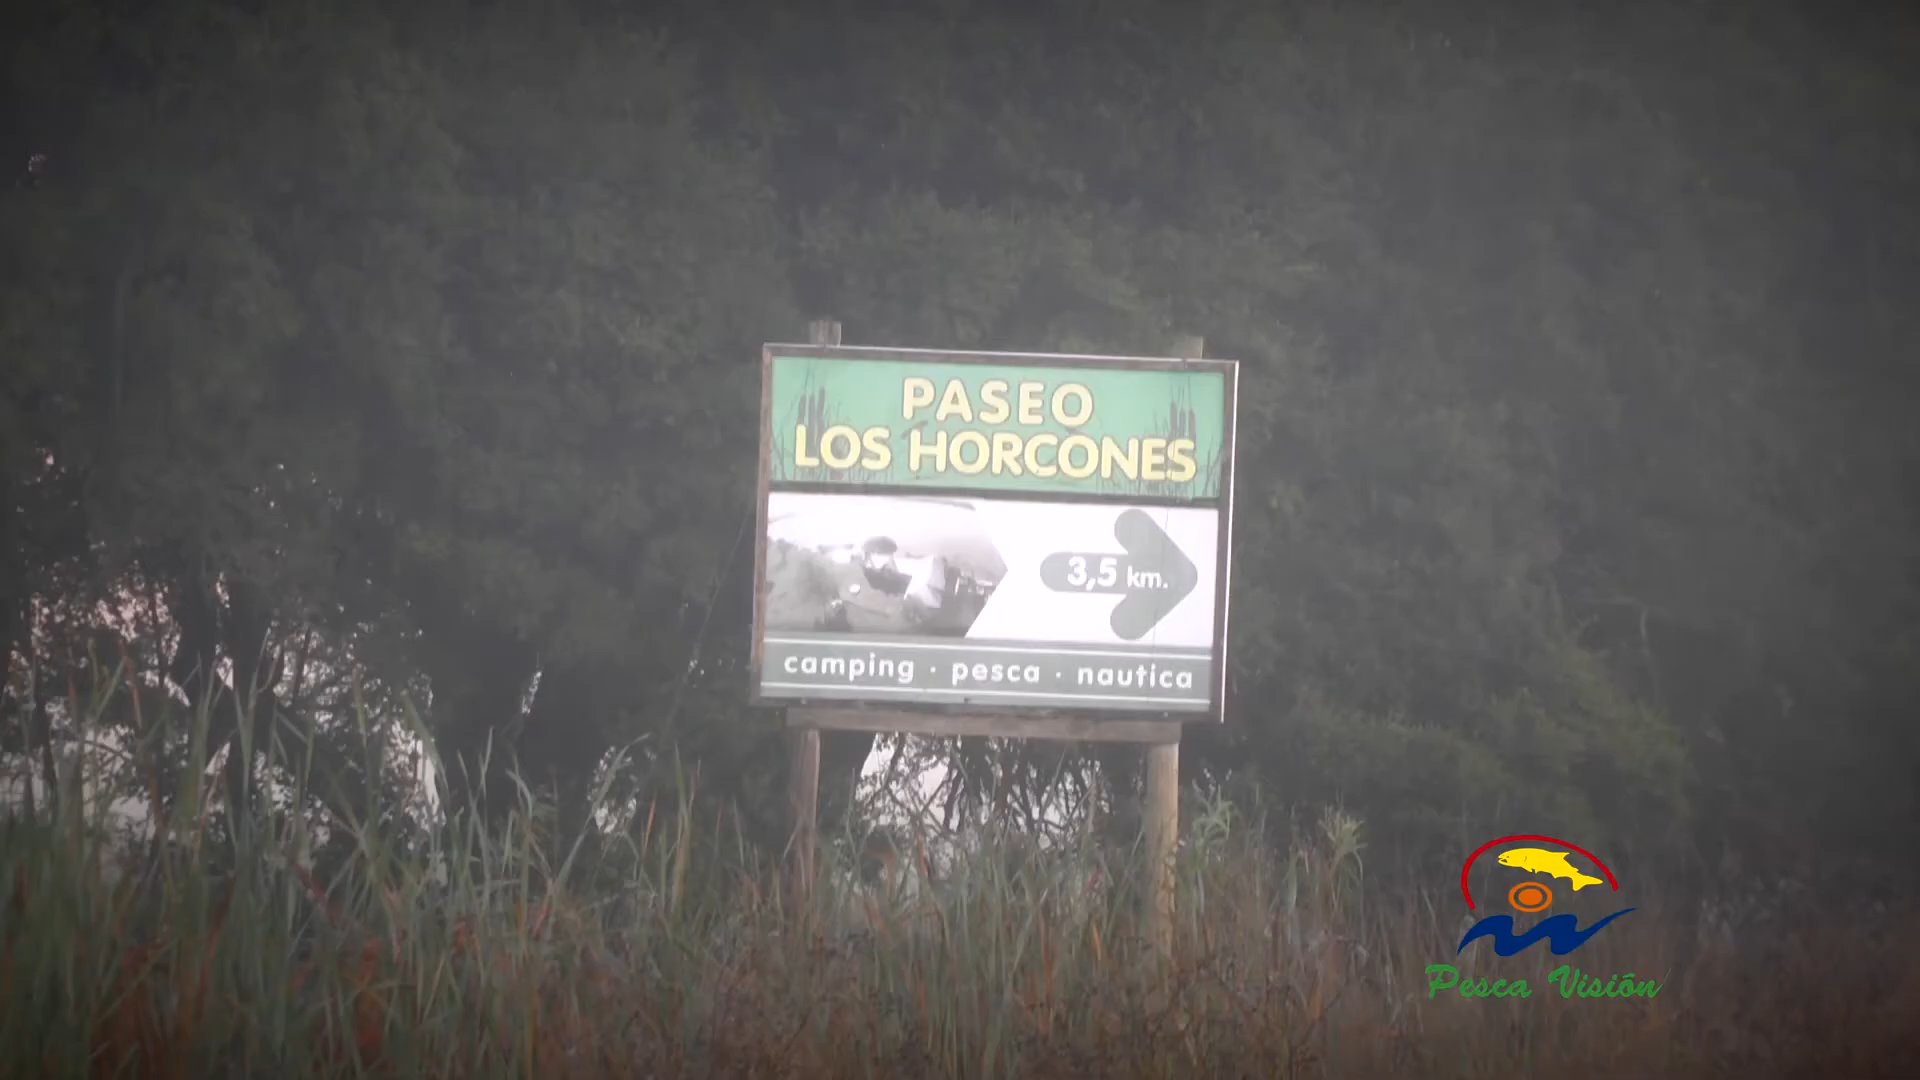 PASEO
LOS HORCONES
3,5 km.
camping · pesca · nautica
Pesca Visión